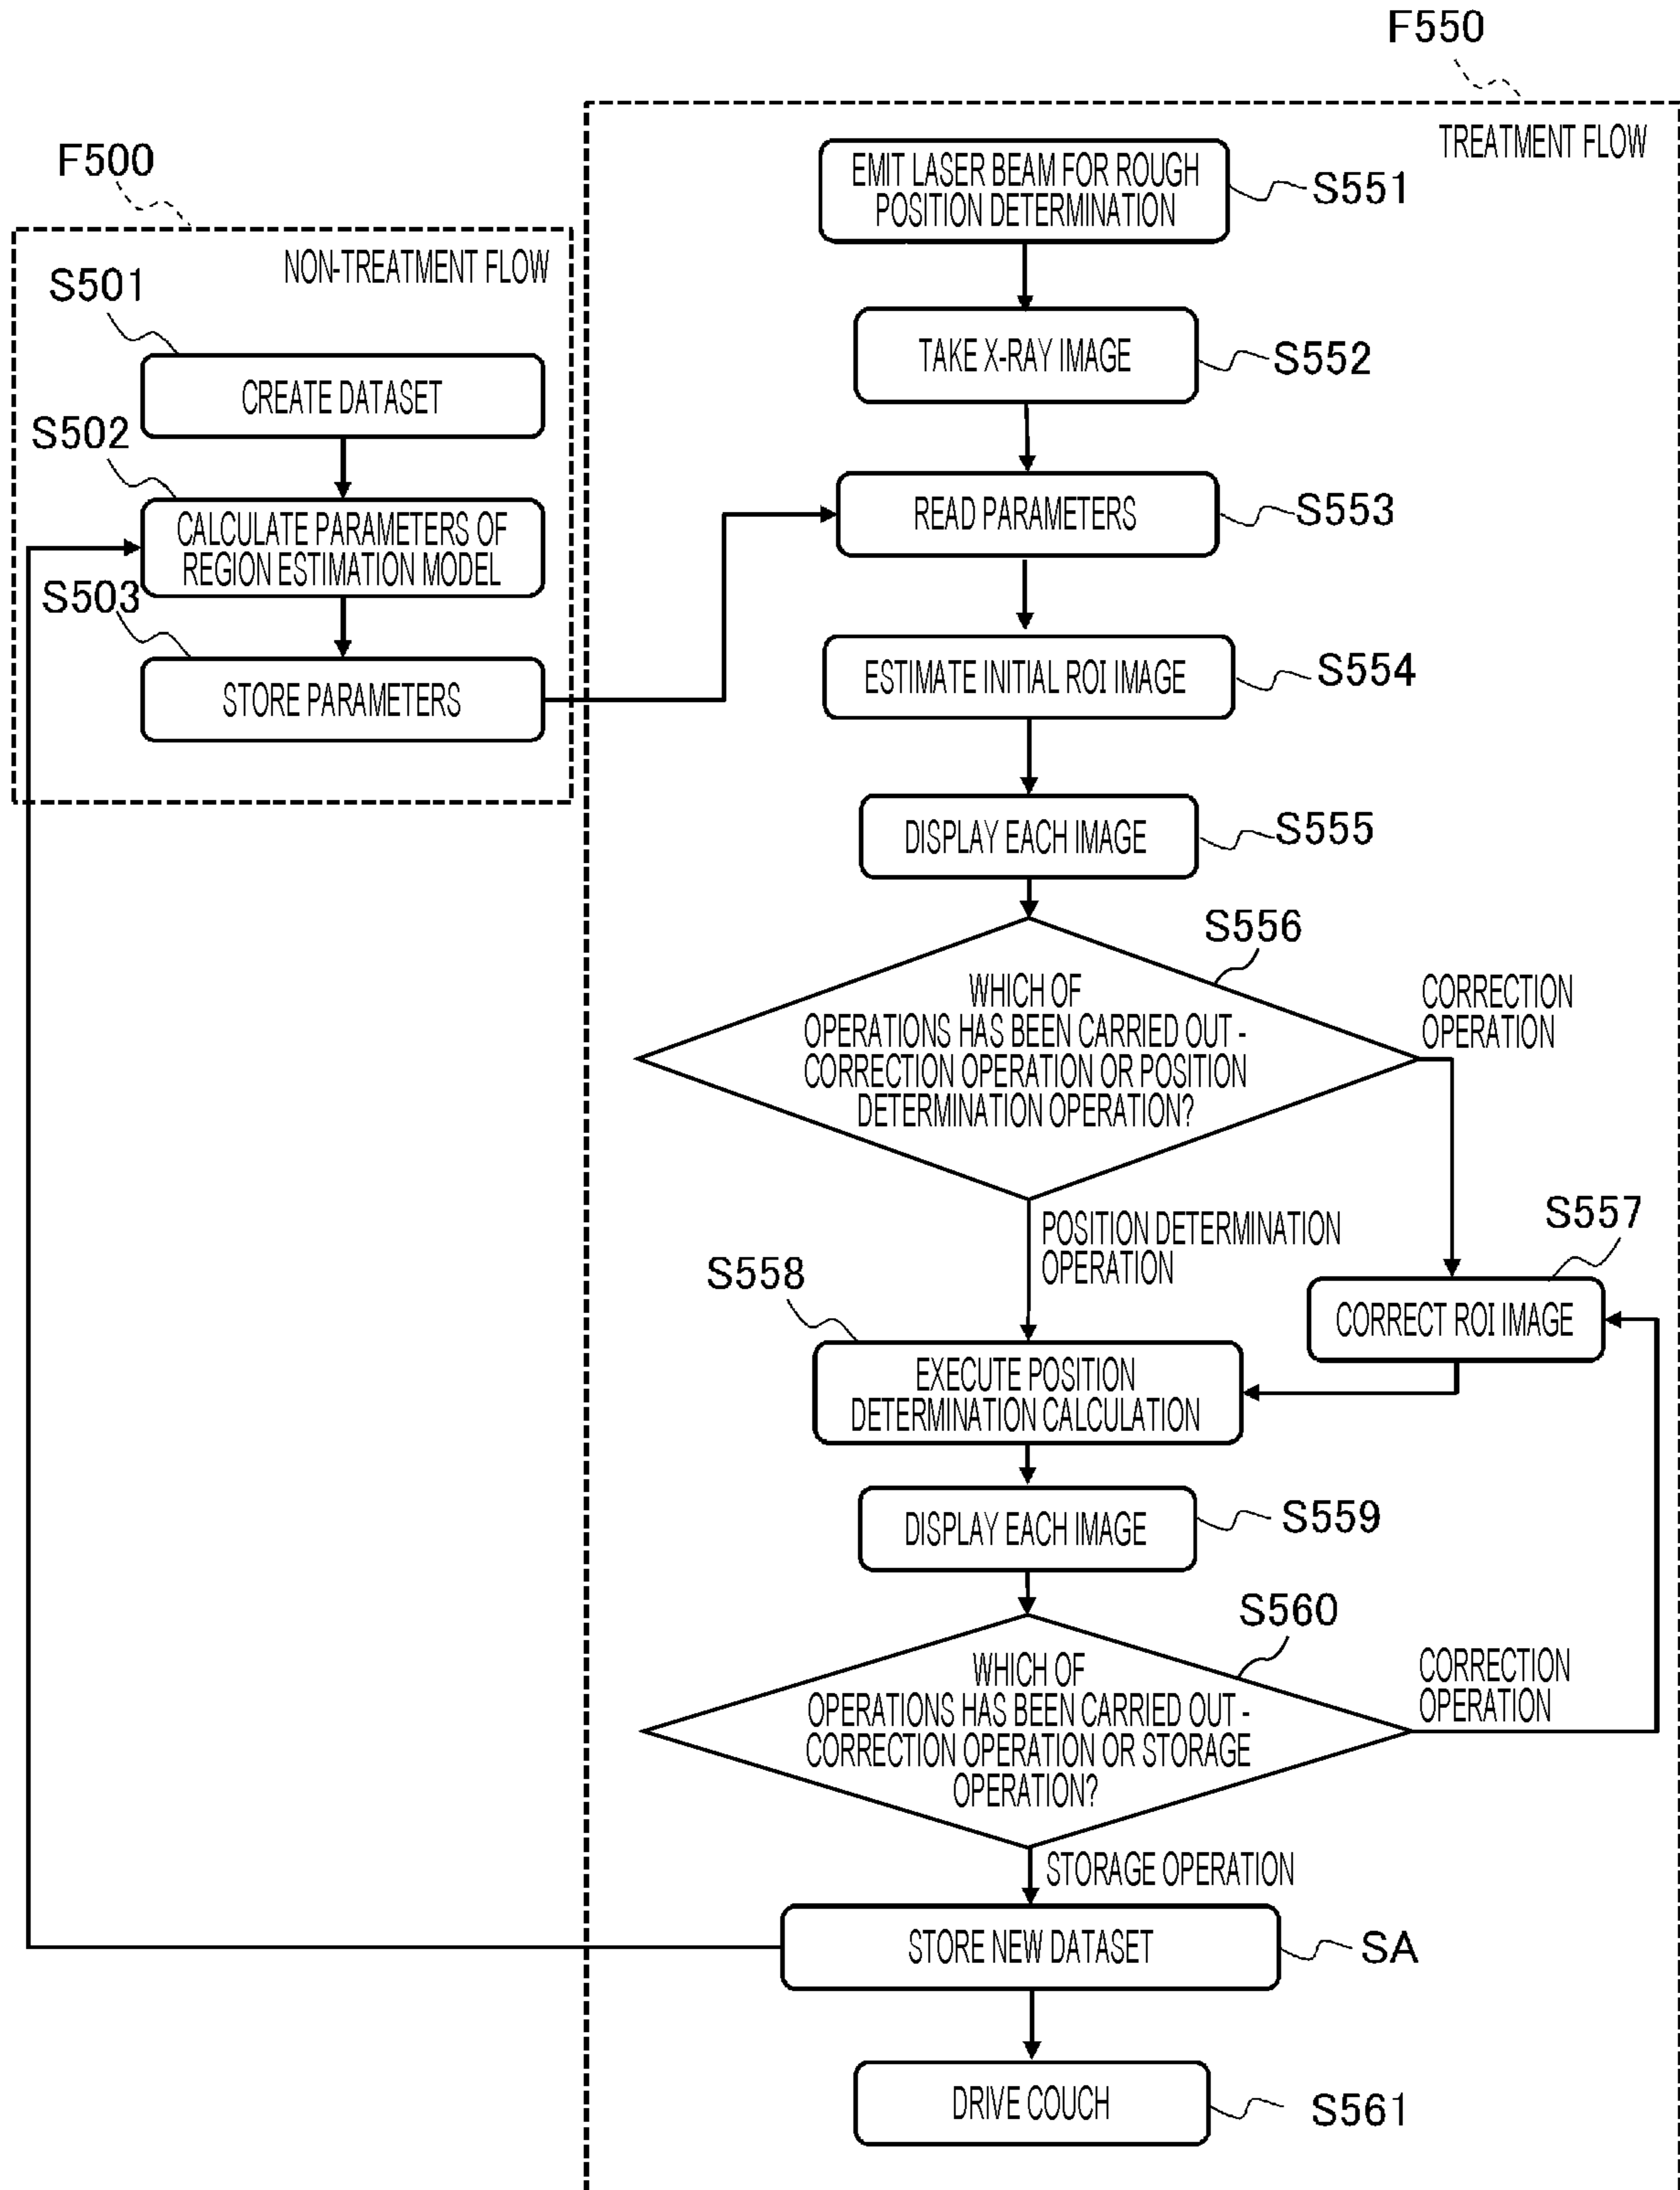 F500
NON-TREATMENT FLOW
S501
CREATE DATASET
S502
CALCULATE PARAMETERS OF
REGION ESTIMATION MODEL
S503
STORE PARAMETERS
F550
TREATMENT FLOW
EMIT LASER BEAM FOR ROUGH
POSITION DETERMINATION
S551
TAKE X-RAY IMAGE
S552
READ PARAMETERS
S553
ESTIMATE INITIAL ROI IMAGE
S554
DISPLAY EACH IMAGE
S555
S556
WHICH OF
OPERATIONS HAS BEEN CARRIED OUT -
CORRECTION OPERATION OR POSITION
DETERMINATION OPERATION?
CORRECTION
OPERATION
POSITION DETERMINATION
OPERATION
S557
CORRECT ROI IMAGE
S558
EXECUTE POSITION
DETERMINATION CALCULATION
DISPLAY EACH IMAGE
S559
S560
WHICH OF
OPERATIONS HAS BEEN CARRIED OUT -
CORRECTION OPERATION OR STORAGE
OPERATION?
CORRECTION
OPERATION
STORAGE OPERATION
STORE NEW DATASET
SA
DRIVE COUCH
S561